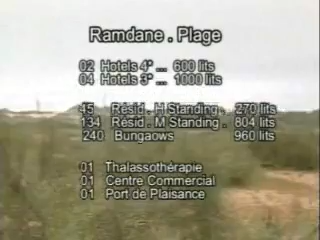 Ramdane . Plage
02 Hotels 4* ... 600 lits
04 Hotels 3* ... 1000 lits
45 Résid . H Standing . 270 lits
134 Résid . M Standing . 804 lits
240 Bungaows 960 lits
01 Thalassothérapie
01 Centre Commercial
01 Port de Plaisance